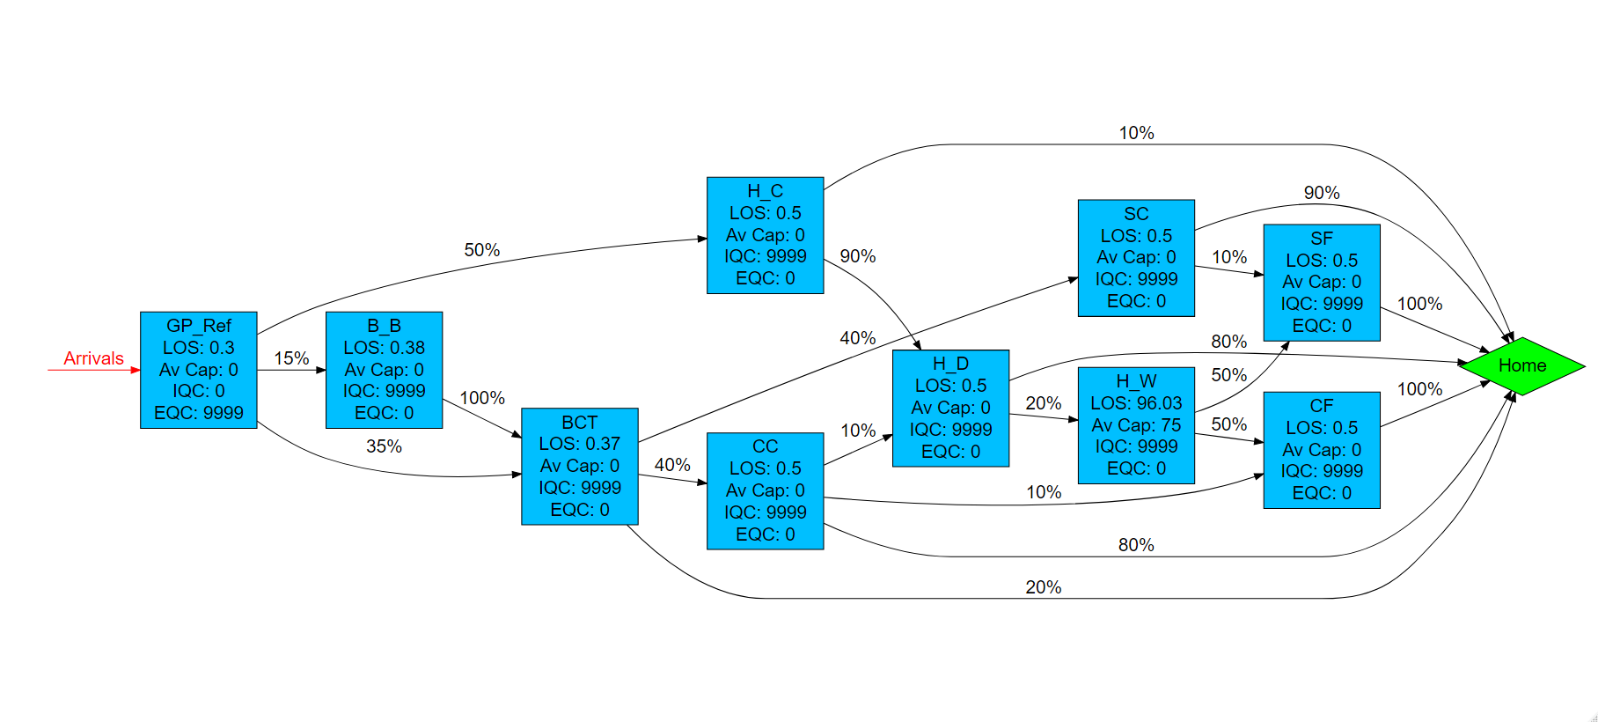 Arrivals
GP_Ref
LOS: 0.3
Av Cap: 0
IQC: 0
EQC: 9999
50%
15%
35%
B_B
LOS: 0.38
Av Cap: 0
IQC: 9999
EQC: 0
100%
BCT
LOS: 0.37
Av Cap: 0
IQC: 9999
EQC: 0
40%
40%
20%
H_C
LOS: 0.5
Av Cap: 0
IQC: 9999
EQC: 0
10%
90%
CC
LOS: 0.5
Av Cap: 0
IQC: 9999
EQC: 0
10%
10%
80%
H_D
LOS: 0.5
Av Cap: 0
IQC: 9999
EQC: 0
80%
20%
SC
LOS: 0.5
Av Cap: 0
IQC: 9999
EQC: 0
90%
10%
H_W
LOS: 96.03
Av Cap: 75
IQC: 9999
EQC: 0
50%
50%
SF
LOS: 0.5
Av Cap: 0
IQC: 9999
EQC: 0
100%
CF
LOS: 0.5
Av Cap: 0
IQC: 9999
EQC: 0
100%
Home